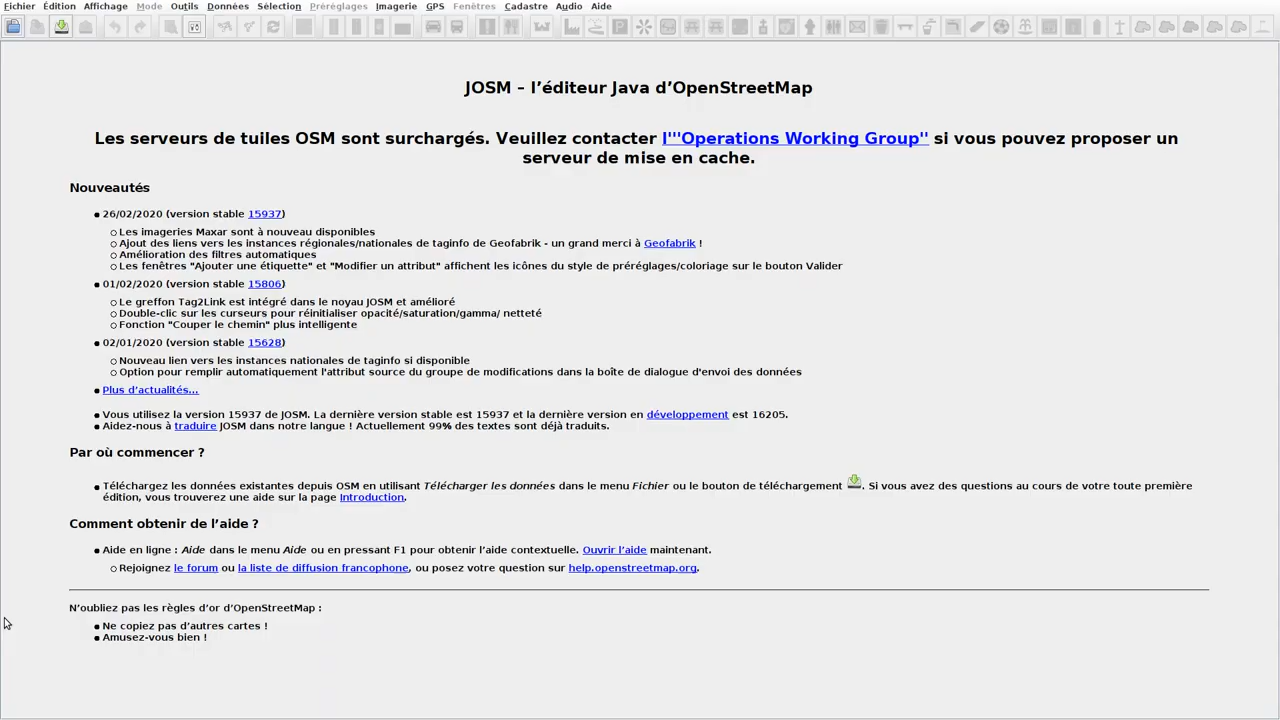 Fichier Édition Affichage Mode Outils Données Sélection Préréglages Imagerie GPS Fenêtres Cadastre Audio Aide
JOSM – l’éditeur Java d’OpenStreetMap
Les serveurs de tuiles OSM sont surchargés. Veuillez contacter l'''Operations Working Group'' si vous pouvez proposer un
serveur de mise en cache.
Nouveautés
26/02/2020 (version stable 15937)
Les imageries Maxar sont à nouveau disponibles
Ajout des liens vers les instances régionales/nationales de taginfo de Geofabrik - un grand merci à Geofabrik !
Amélioration des filtres automatiques
Les fenêtres "Ajouter une étiquette" et "Modifier un attribut" affichent les icônes du style de préréglages/coloriage sur le bouton Valider
01/02/2020 (version stable 15806)
Le greffon Tag2Link est intégré dans le noyau JOSM et amélioré
Double-clic sur les curseurs pour réinitialiser opacité/saturation/gamma/ netteté
Fonction "Couper le chemin" plus intelligente
02/01/2020 (version stable 15628)
Nouveau lien vers les instances nationales de taginfo si disponible
Option pour remplir automatiquement l'attribut source du groupe de modifications dans la boîte de dialogue d'envoi des données
Plus d’actualités...
Vous utilisez la version 15937 de JOSM. La dernière version stable est 15937 et la dernière version en développement est 16205.
Aidez-nous à traduire JOSM dans notre langue ! Actuellement 99% des textes sont déjà traduits.
Par où commencer ?
Téléchargez les données existantes depuis OSM en utilisant Télécharger les données dans le menu Fichier ou le bouton de téléchargement . Si vous avez des questions au cours de votre toute première
édition, vous trouverez une aide sur la page Introduction.
Comment obtenir de l’aide ?
Aide en ligne : Aide dans le menu Aide ou en pressant F1 pour obtenir l’aide contextuelle. Ouvrir l’aide maintenant.
Rejoignez le forum ou la liste de diffusion francophone, ou posez votre question sur help.openstreetmap.org.
N’oubliez pas les règles d’or d’OpenStreetMap :
Ne copiez pas d’autres cartes !
Amusez-vous bien !